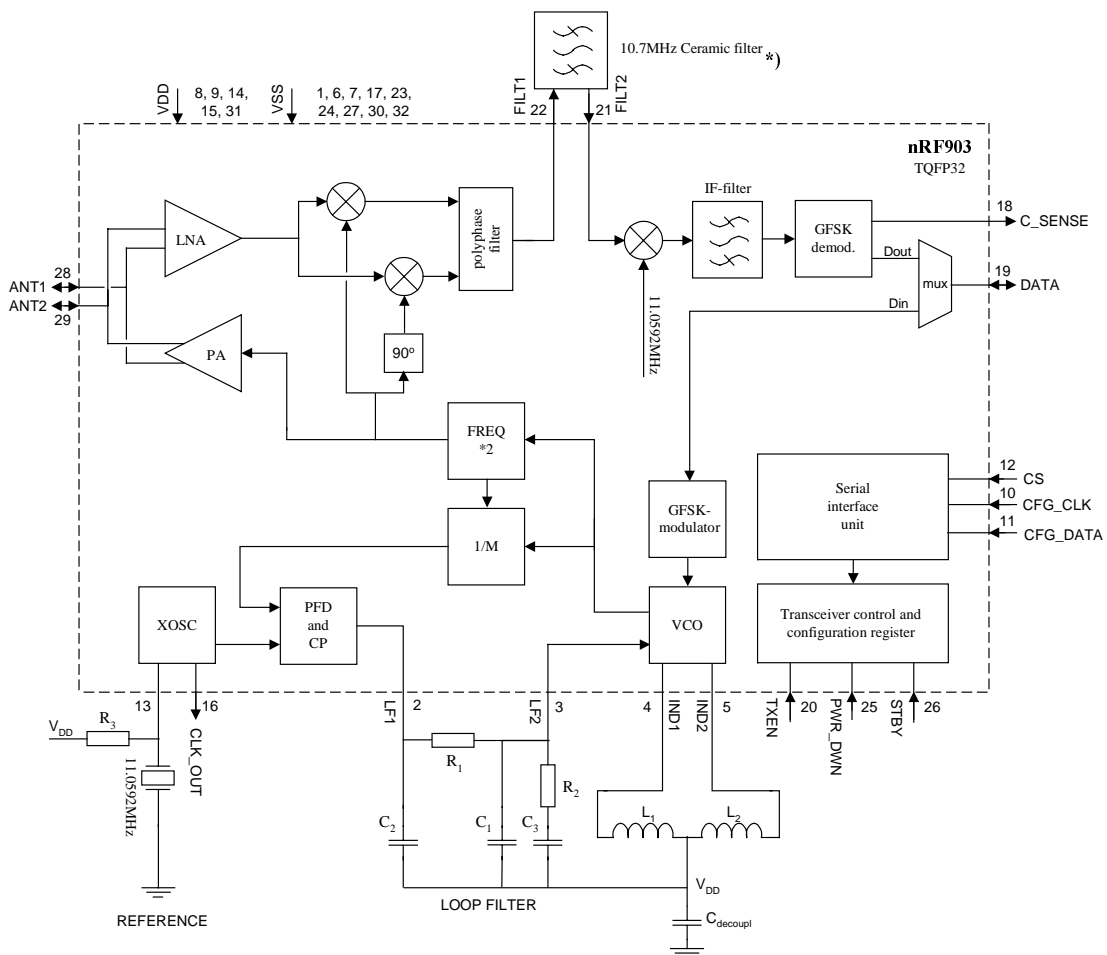 10.7MHz Ceramic filter *)
FILT1
22
21
FILT2
VDD
8, 9, 14,
15, 31
VSS
1, 6, 7, 17, 23,
24, 27, 30, 32
nRF903
TQFP32
LNA
polyphase
filter
IF-filter
GFSK
demod.
18
C_SENSE
Dout
mux
19
DATA
Din
11.0592MHz
28
ANT1
ANT2
29
PA
90º
FREQ
*2
1/M
GFSK-
modulator
Serial
interface
unit
12
CS
10
CFG_CLK
11
CFG_DATA
XOSC
PFD
and
CP
VCO
Transceiver control and
configuration register
13
16
CLK_OUT
LF1
2
LF2
3
4
IND1
IND2
5
TXEN
20
PWR_DWN
25
STBY
26
VDD
R3
11.0592MHz
R1
R2
C2
C1
C3
L1
L2
VDD
Cdecoupl
REFERENCE
LOOP FILTER